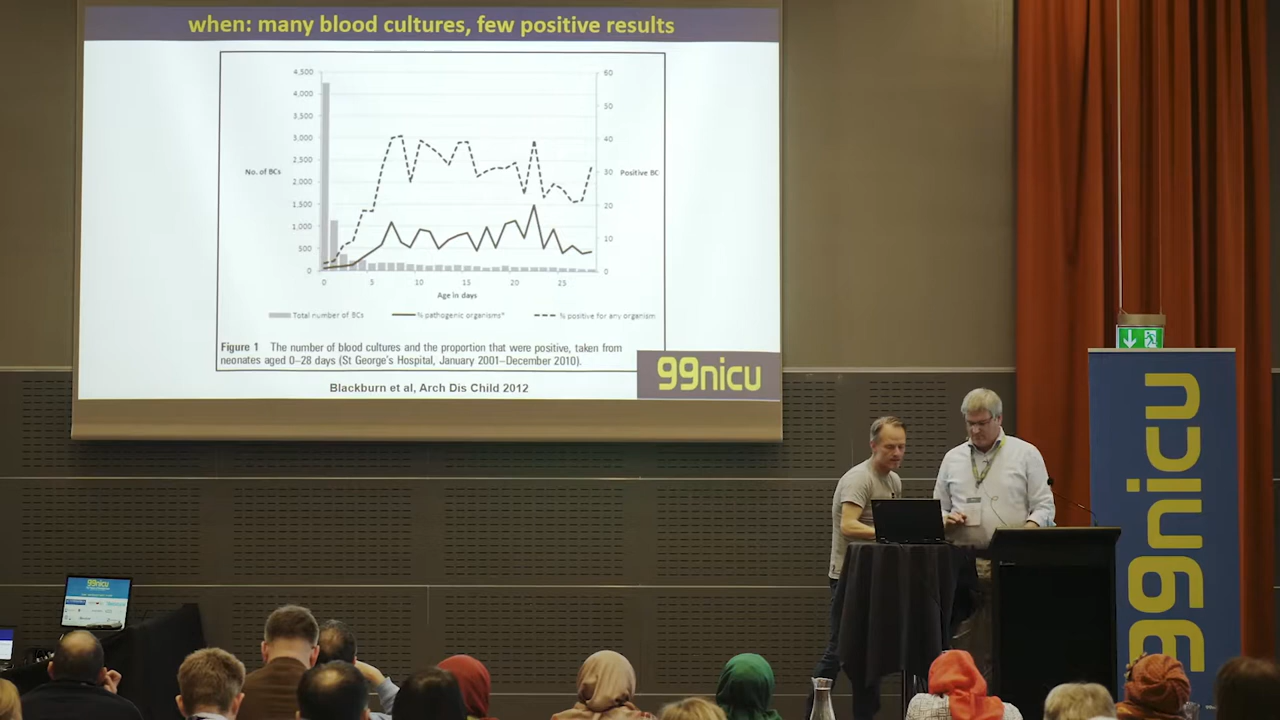 when: many blood cultures, few positive results
4,500
4,000
3,500
3,000
2,500
2,000
1,500
1,000
500
0
No. of BCs
60
50
40
30
20
10
0
Positive BC
0 5 10 15 20 25
Age in days
Total number of BCs % pathogenic organisms* % positive for any organism
Figure 1 The number of blood cultures and the proportion that were positive, taken from
neonates aged 0–28 days (St George's Hospital, January 2001–December 2010).
Blackburn et al, Arch Dis Child 2012
99nicu
99nicu
99nicu